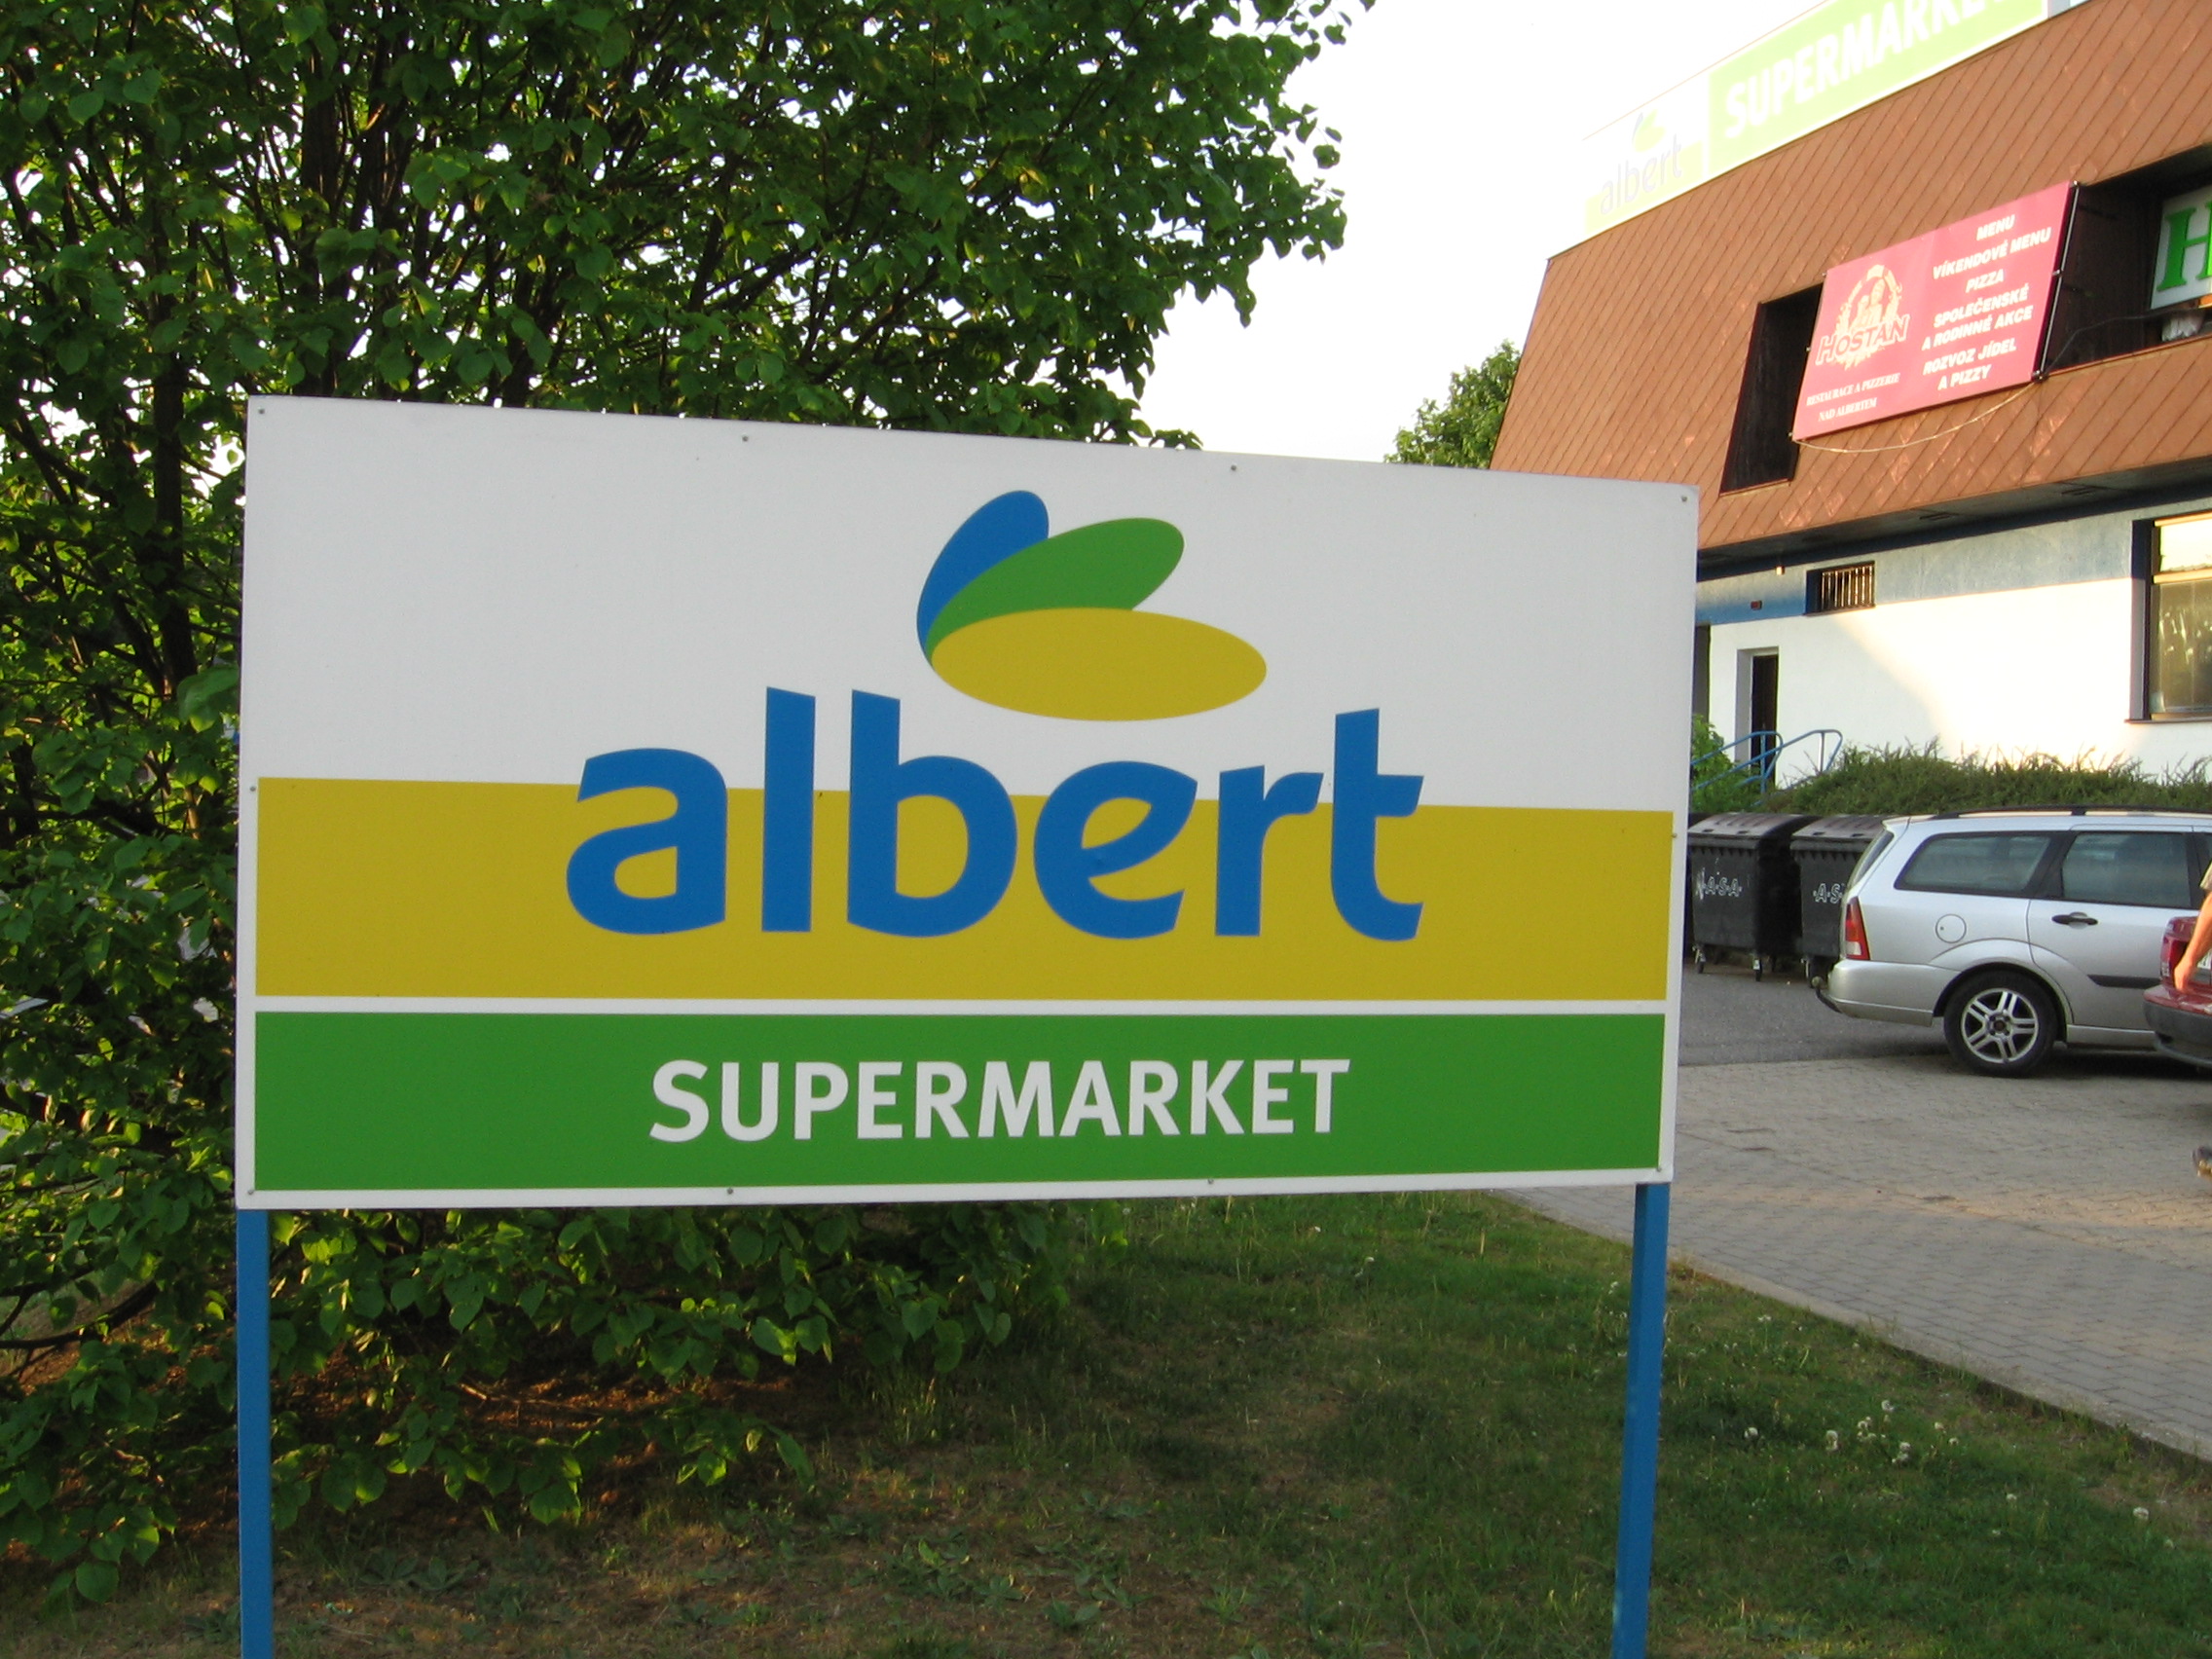 albert
SUPERMARKET
albert
SUPERMARKET
HOSTAN
RESTAURACE A PIZZERIE
NAD ALBERTEM
MENU
VÍKENDOVÉ MENU
PIZZA
SPOLEČENSKÉ
A RODINNÉ AKCE
ROZVOZ JÍDEL
A PIZZY
H
A.S.A